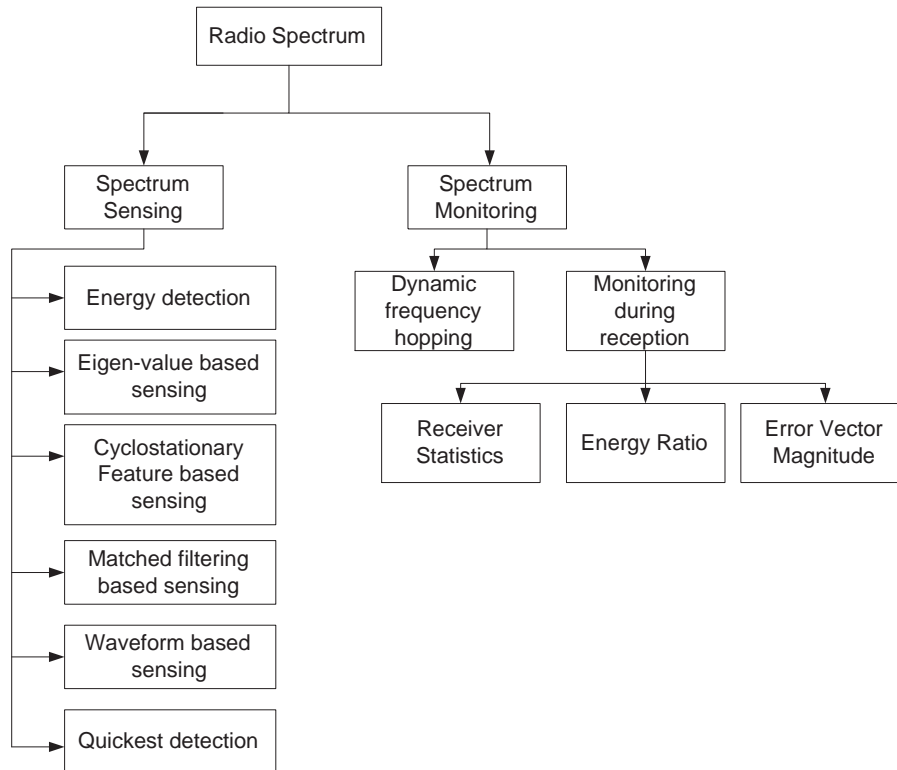 Radio Spectrum
Spectrum
Sensing
Spectrum
Monitoring
Energy detection
Eigen-value based
sensing
Cyclostationary
Feature based
sensing
Matched filtering
based sensing
Waveform based
sensing
Quickest detection
Dynamic
frequency
hopping
Monitoring
during
reception
Receiver
Statistics
Energy Ratio
Error Vector
Magnitude